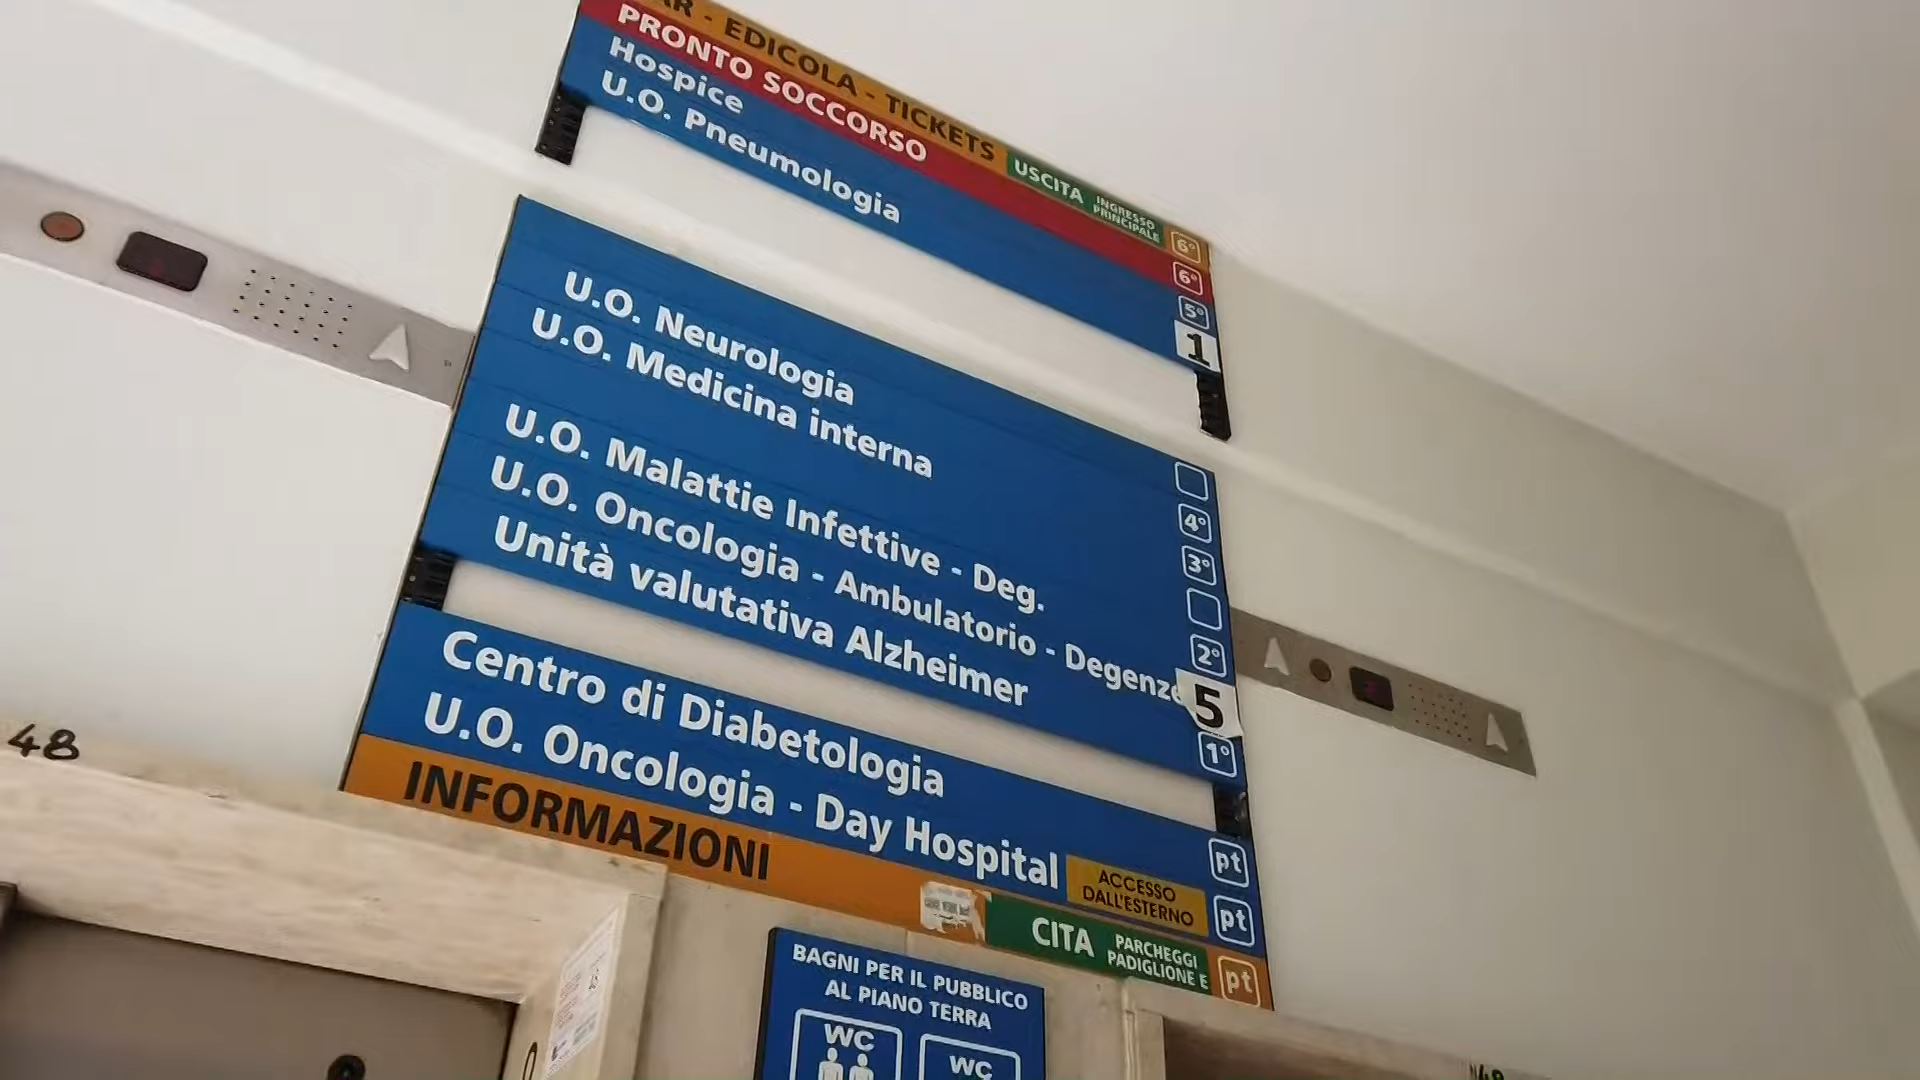 AR - EDICOLA - TICKETS USCITA INGRESSO PRINCIPALE 6°
PRONTO SOCCORSO 6°
Hospice 5°
U.O. Pneumologia 1
U.O. Neurologia 4°
U.O. Medicina interna 3°
U.O. Malattie Infettive - Deg. 2°
U.O. Oncologia - Ambulatorio - Degenze 5
Unità valutativa Alzheimer 1°
Centro di Diabetologia pt
U.O. Oncologia - Day Hospital ACCESSO DALL'ESTERNO pt
INFORMAZIONI CITA PARCHEGGI PADIGLIONE E pt
48
BAGNI PER IL PUBBLICO
AL PIANO TERRA
WC WC